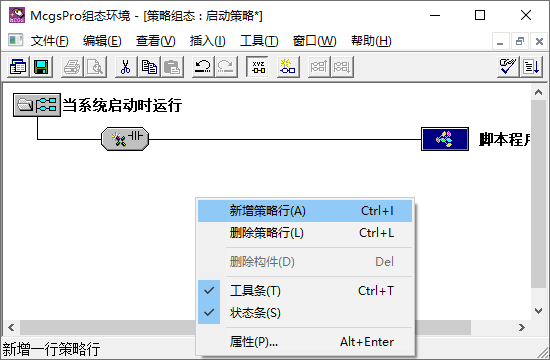 McgsPro组态环境 - [策略组态：启动策略*]
文件(F) 编辑(E) 查看(V) 插入(I) 工具(T) 窗口(W) 帮助(H)
XYZ
当系统启动时运行
脚本程序
新增策略行(A) Ctrl+I
删除策略行(L) Ctrl+L
删除构件(D) Del
工具条(T) Ctrl+T
状态条(S)
属性(P)... Alt+Enter
新增一行策略行